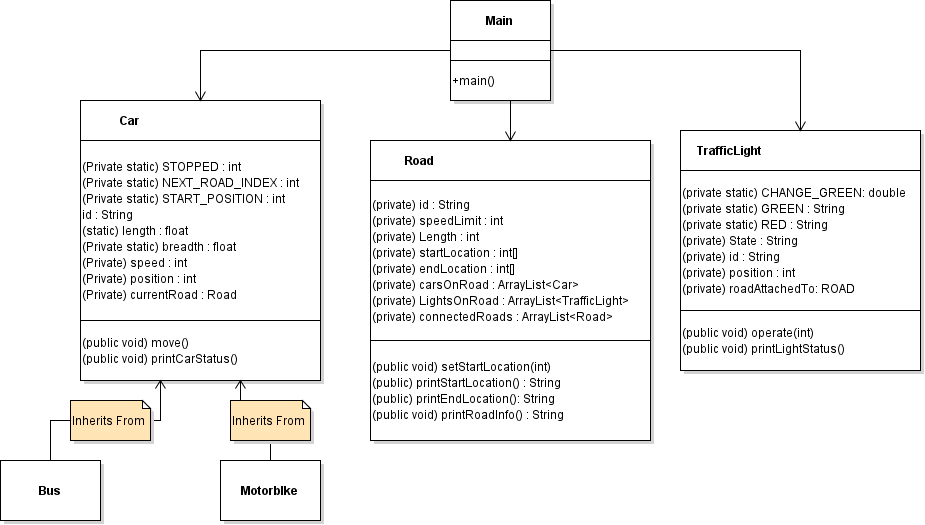 Main
+main()
Car
(Private static) STOPPED : int
(Private static) NEXT_ROAD_INDEX : int
(Private static) START_POSITION : int
id : String
(static) length : float
(Private static) breadth : float
(Private) speed : int
(Private) position : int
(Private) currentRoad : Road
(public void) move()
(public void) printCarStatus()
Road
(private) id : String
(private) speedLimit : int
(private) Length : int
(private) startLocation : int[]
(private) endLocation : int[]
(private) carsOnRoad : ArrayList<Car>
(private) LightsOnRoad : ArrayList<TrafficLight>
(private) connectedRoads : ArrayList<Road>
(public void) setStartLocation(int)
(public) printStartLocation() : String
(public) printEndLocation(): String
(public void) printRoadInfo() : String
TrafficLight
(private static) CHANGE_GREEN: double
(private static) GREEN : String
(private static) RED : String
(private) State : String
(private) id : String
(private) position : int
(private) roadAttachedTo: ROAD
(public void) operate(int)
(public void) printLightStatus()
Inherits From
Inherits From
Bus
Motorbike